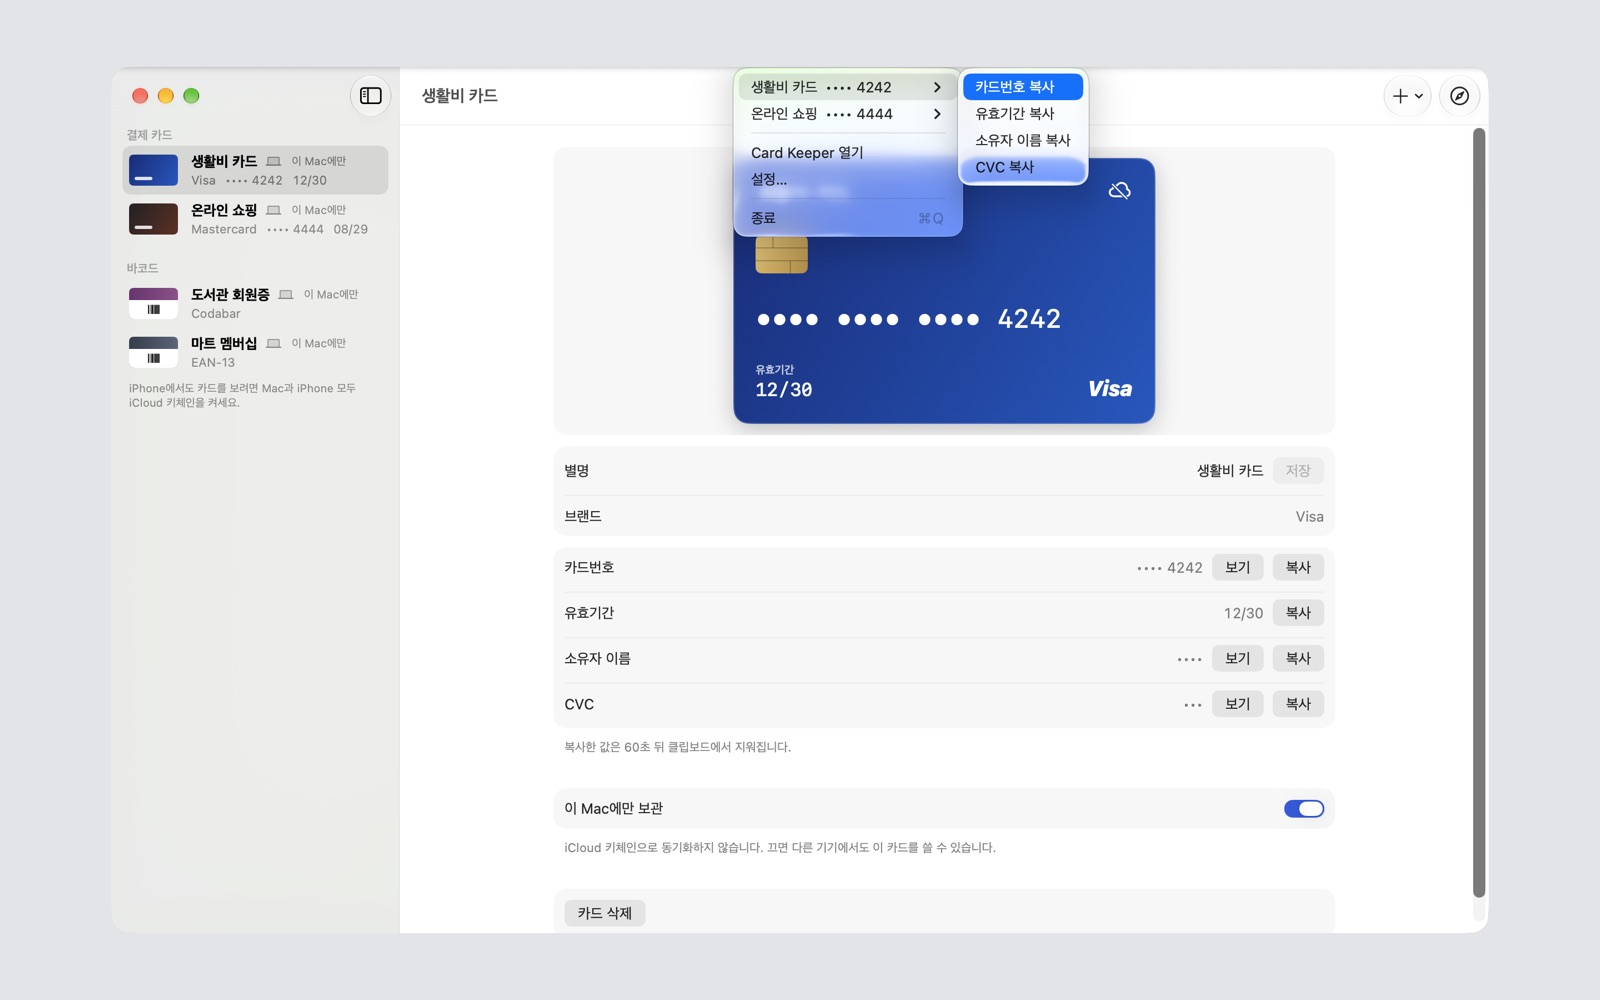 결제 카드
생활비 카드 이 Mac에만
Visa •••• 4242 12/30
온라인 쇼핑 이 Mac에만
Mastercard •••• 4444 08/29
바코드
도서관 회원증 이 Mac에만
Codabar
마트 멤버십 이 Mac에만
EAN-13
iPhone에서도 카드를 보려면 Mac과 iPhone 모두
iCloud 키체인을 켜세요.
생활비 카드
생활비 카드 •••• 4242
온라인 쇼핑 •••• 4444
Card Keeper 열기
설정...
종료 ⌘Q
카드번호 복사
유효기간 복사
소유자 이름 복사
CVC 복사
•••• •••• •••• 4242
유효기간
12/30
Visa
별명 생활비 카드 저장
브랜드 Visa
카드번호 •••• 4242 보기 복사
유효기간 12/30 복사
소유자 이름 •••• 보기 복사
CVC ••• 보기 복사
복사한 값은 60초 뒤 클립보드에서 지워집니다.
이 Mac에만 보관
iCloud 키체인으로 동기화하지 않습니다. 끄면 다른 기기에서도 이 카드를 쓸 수 있습니다.
카드 삭제